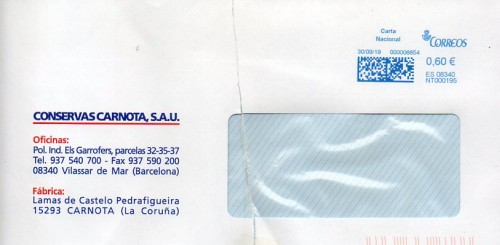 Carta
Nacional
CORREOS
30/09/19 000006854
0,60 €
ES 08340
NT000195
CONSERVAS CARNOTA, S.A.U.
Oficinas:
Pol. Ind. Els Garrofers, parcelas 32-35-37
Tel. 937 540 700 - Fax 937 590 200
08340 Vilassar de Mar (Barcelona)
Fábrica:
Lamas de Castelo Pedrafigueira
15293 CARNOTA (La Coruña)